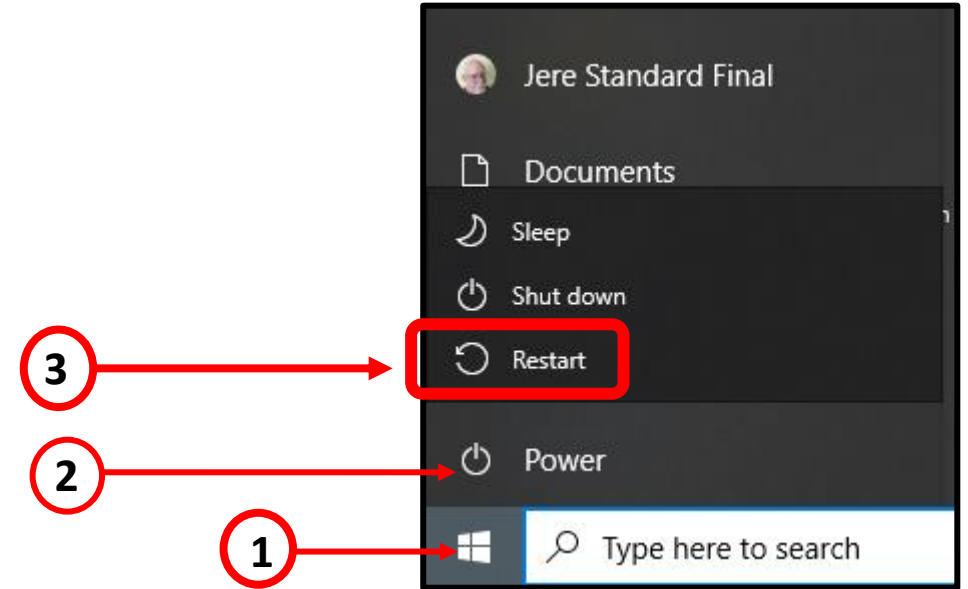 Jere Standard Final
Documents
Sleep
Shut down
3
Restart
2
Power
1
Type here to search